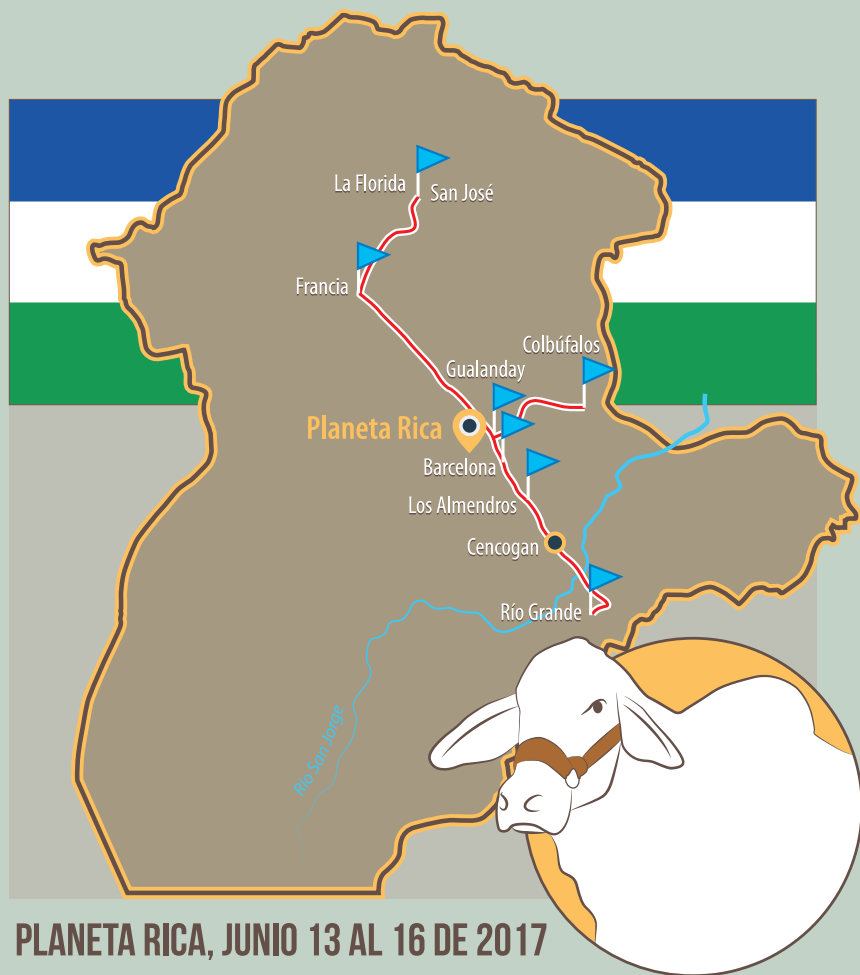 La Florida
San José
Francia
Colbúfalos
Gualanday
Planeta Rica
Barcelona
Los Almendros
Cencogan
Río Grande
Río San Jorge
PLANETA RICA, JUNIO 13 AL 16 DE 2017